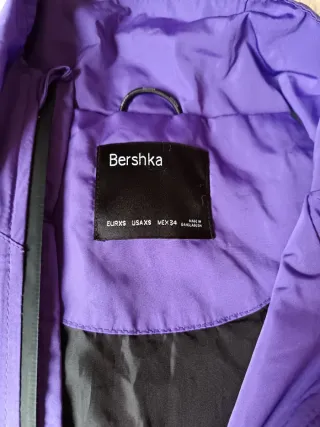 Bershka
EUR XS USA XS MEX 34 MADE IN
BANGLADESH